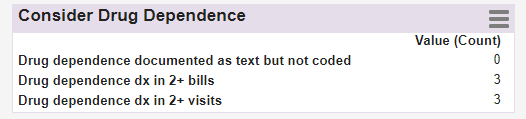 Consider Drug Dependence
Value (Count)
Drug dependence documented as text but not coded 0
Drug dependence dx in 2+ bills 3
Drug dependence dx in 2+ visits 3